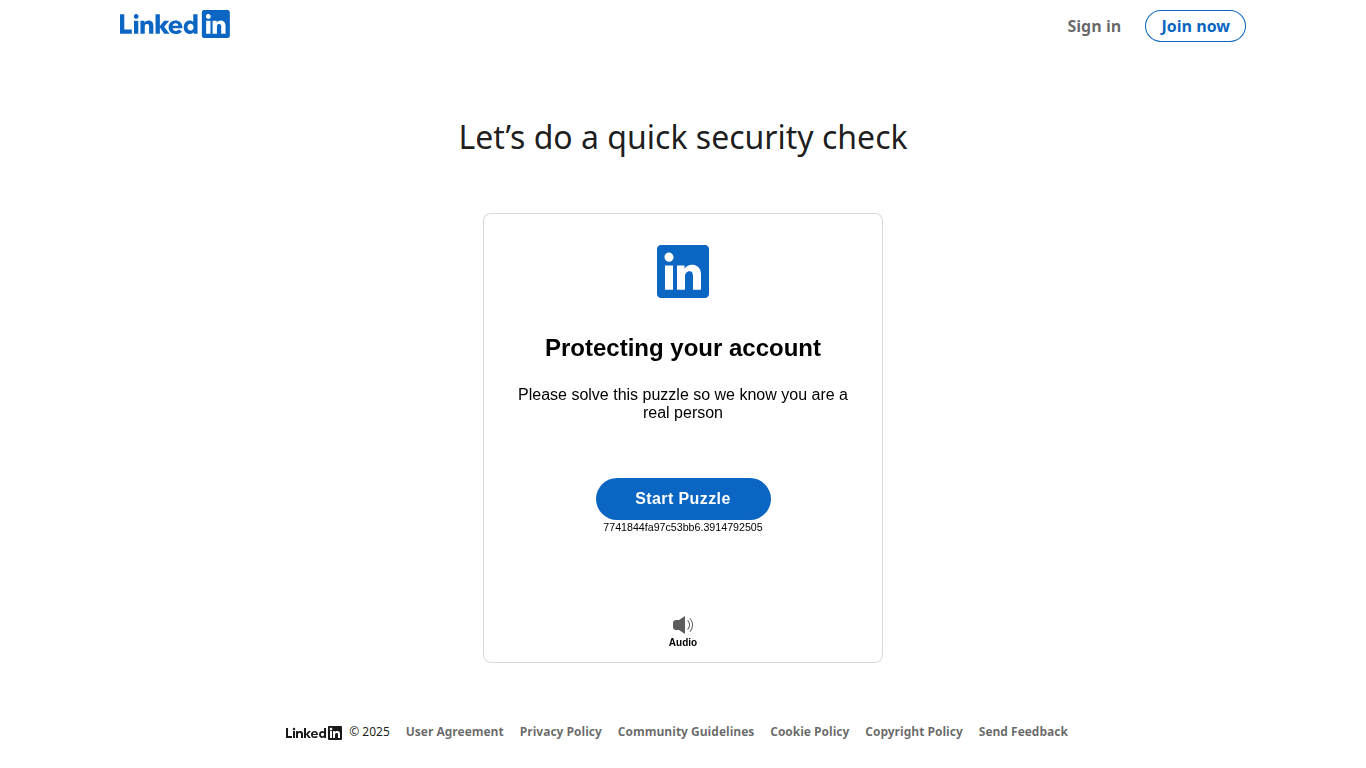 Linkedin
Sign in
Join now
Let's do a quick security check
in
Protecting your account
Please solve this puzzle so we know you are a
real person
Start Puzzle
7741844fa97c53bb6.3914792505
Audio
Linkedin © 2025 User Agreement Privacy Policy Community Guidelines Cookie Policy Copyright Policy Send Feedback